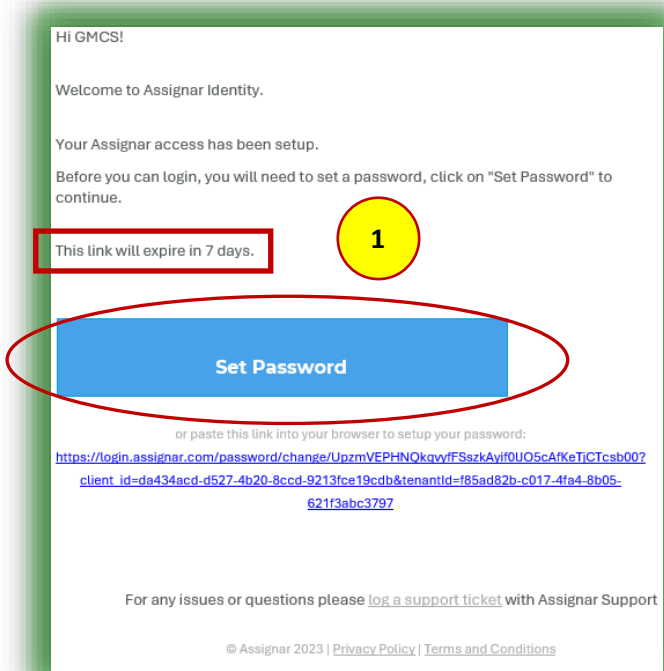 Hi GMCS!
Welcome to Assignar Identity.
Your Assignar access has been setup.
Before you can login, you will need to set a password, click on "Set Password" to
continue.
This link will expire in 7 days.
1
Set Password
or paste this link into your browser to setup your password:
https://login.assignar.com/password/change/UpzmVEPHNQkqvyfFSszkAyif0UO5cAfKeTjCTcsb00?
client_id=da434acd-d527-4b20-8ccd-9213fce19cdb&tenantId=f85ad82b-c017-4fa4-8b05-
621f3abc3797
For any issues or questions please log a support ticket with Assignar Support
© Assignar 2023 | Privacy Policy | Terms and Conditions